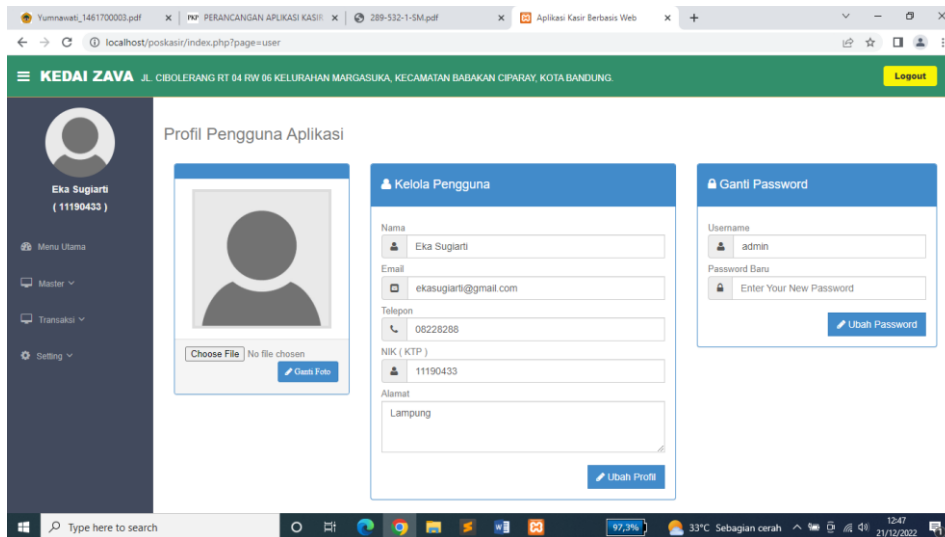 Yumnawati_1461700003.pdf
PERANCANGAN APLIKASI KASIR
289-532-1-SM.pdf
Aplikasi Kasir Berbasis Web
localhost/poskasir/index.php?page=user
KEDAI ZAVA JL. CIBOLERANG RT 04 RW 06 KELURAHAN MARGASUKA, KECAMATAN BABAKAN CIPARAY, KOTA BANDUNG.
Logout
Eka Sugiarti
( 11190433 )
Menu Utama
Master
Transaksi
Setting
Profil Pengguna Aplikasi
Choose File No file chosen
Ganti Foto
Kelola Pengguna
Nama
Eka Sugiarti
Email
ekasugiarti@gmail.com
Telepon
08228288
NIK ( KTP )
11190433
Alamat
Lampung
Ubah Profil
Ganti Password
Username
admin
Password Baru
Enter Your New Password
Ubah Password
Type here to search
97,3%
33°C Sebagian cerah
12:47
21/12/2022